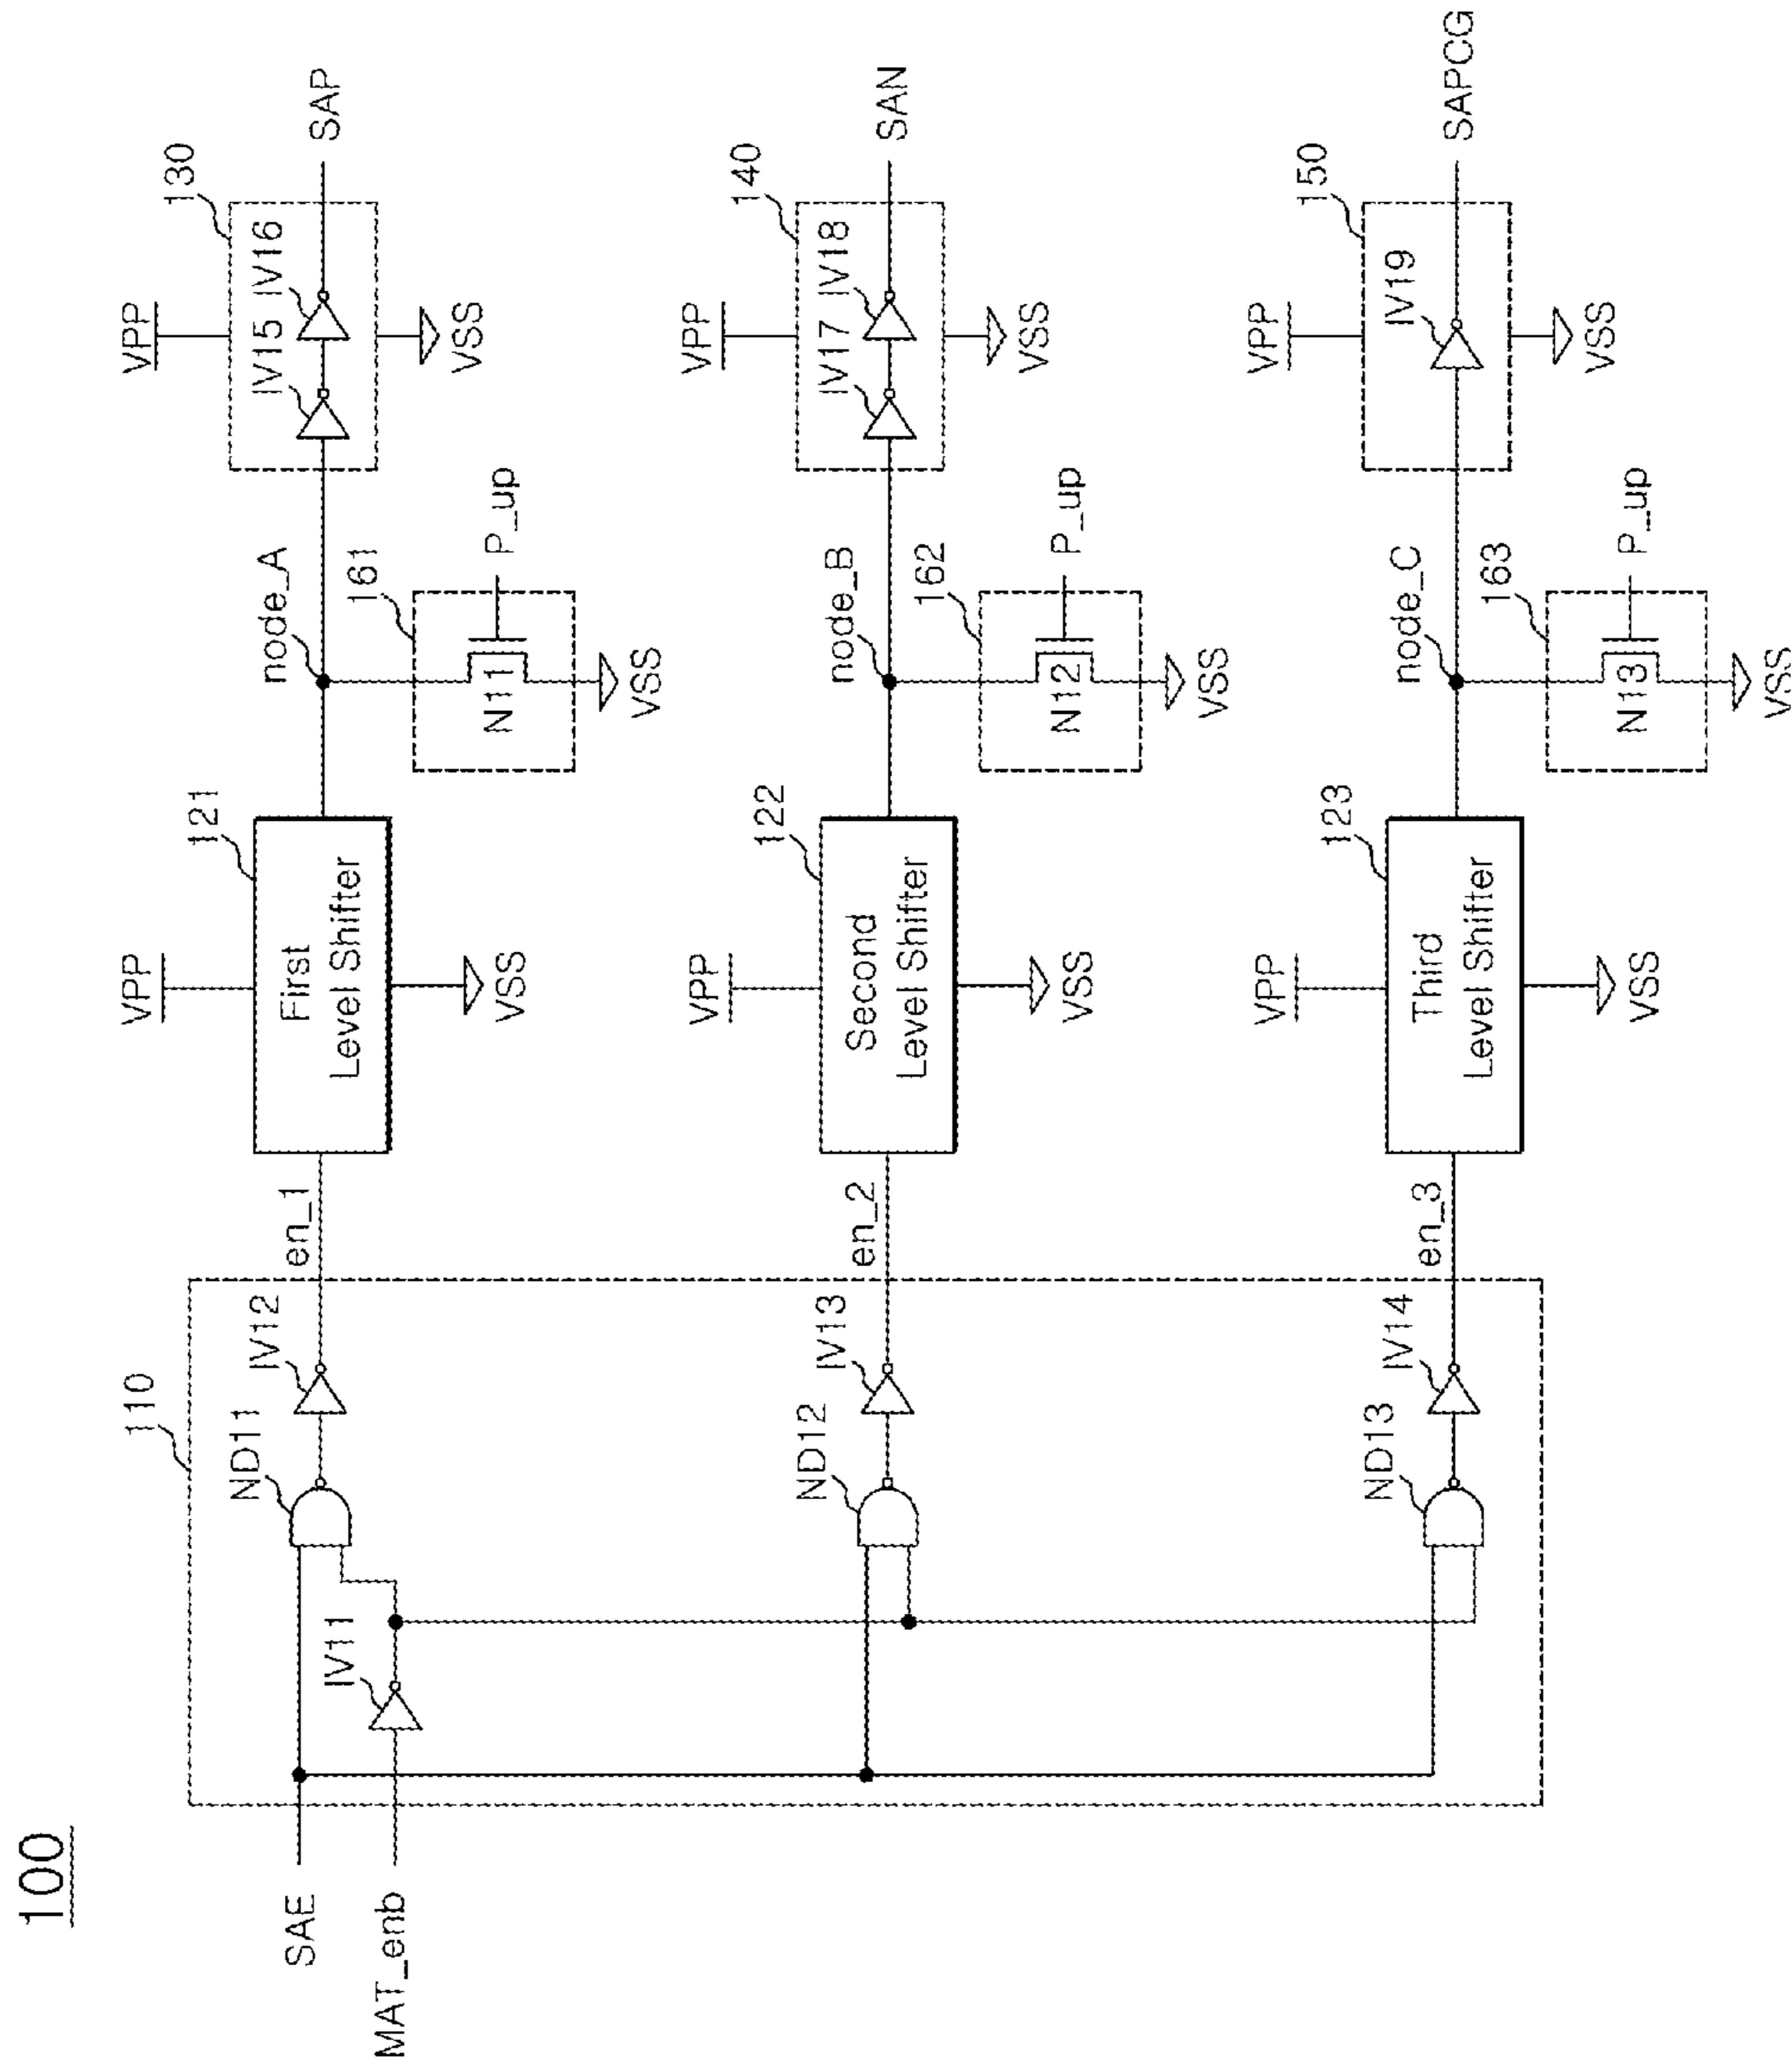 100
SAE
MAT_enb
110
IV11
ND11
IV12
en_1
VPP
121
First
Level Shifter
VSS
node_A
161
N11
P_up
VSS
VPP
130
IV15
IV16
VSS
SAP
ND12
IV13
en_2
VPP
122
Second
Level Shifter
VSS
node_B
162
N12
P_up
VSS
VPP
140
IV17
IV18
VSS
SAN
ND13
IV14
en_3
VPP
123
Third
Level Shifter
VSS
node_C
163
N13
P_up
VSS
VPP
150
IV19
VSS
SAPCG